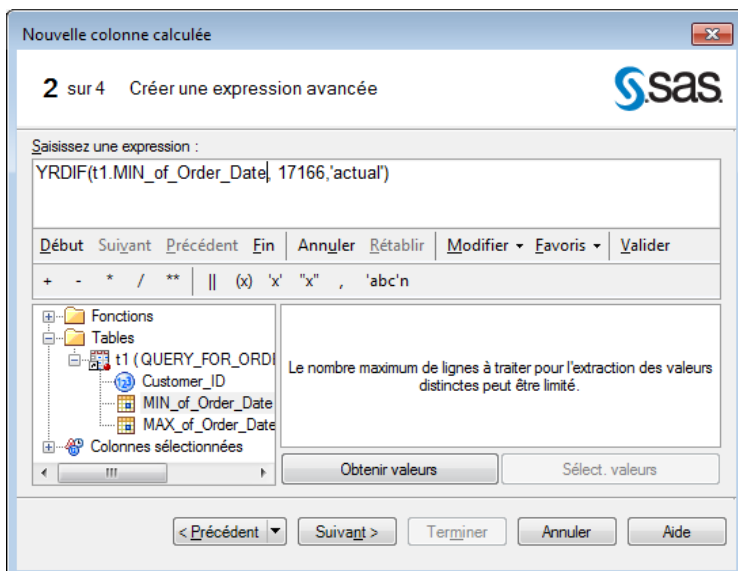 Nouvelle colonne calculée
2 sur 4 Créer une expression avancée
sas
Saisissez une expression :
YRDIF(t1.MIN_of_Order_Date, 17166,'actual')
Début Suivant Précédent Fin Annuler Rétablir Modifier Favoris Valider
+ - * / ** || (x) 'x' "x" , 'abc'n
Fonctions
Tables
t1 (QUERY_FOR_ORDI
Customer_ID
MIN_of_Order_Date
MAX_of_Order_Date
Colonnes sélectionnées
Le nombre maximum de lignes à traiter pour l'extraction des valeurs
distinctes peut être limité.
Obtenir valeurs Sélect. valeurs
< Précédent Suivant > Terminer Annuler Aide